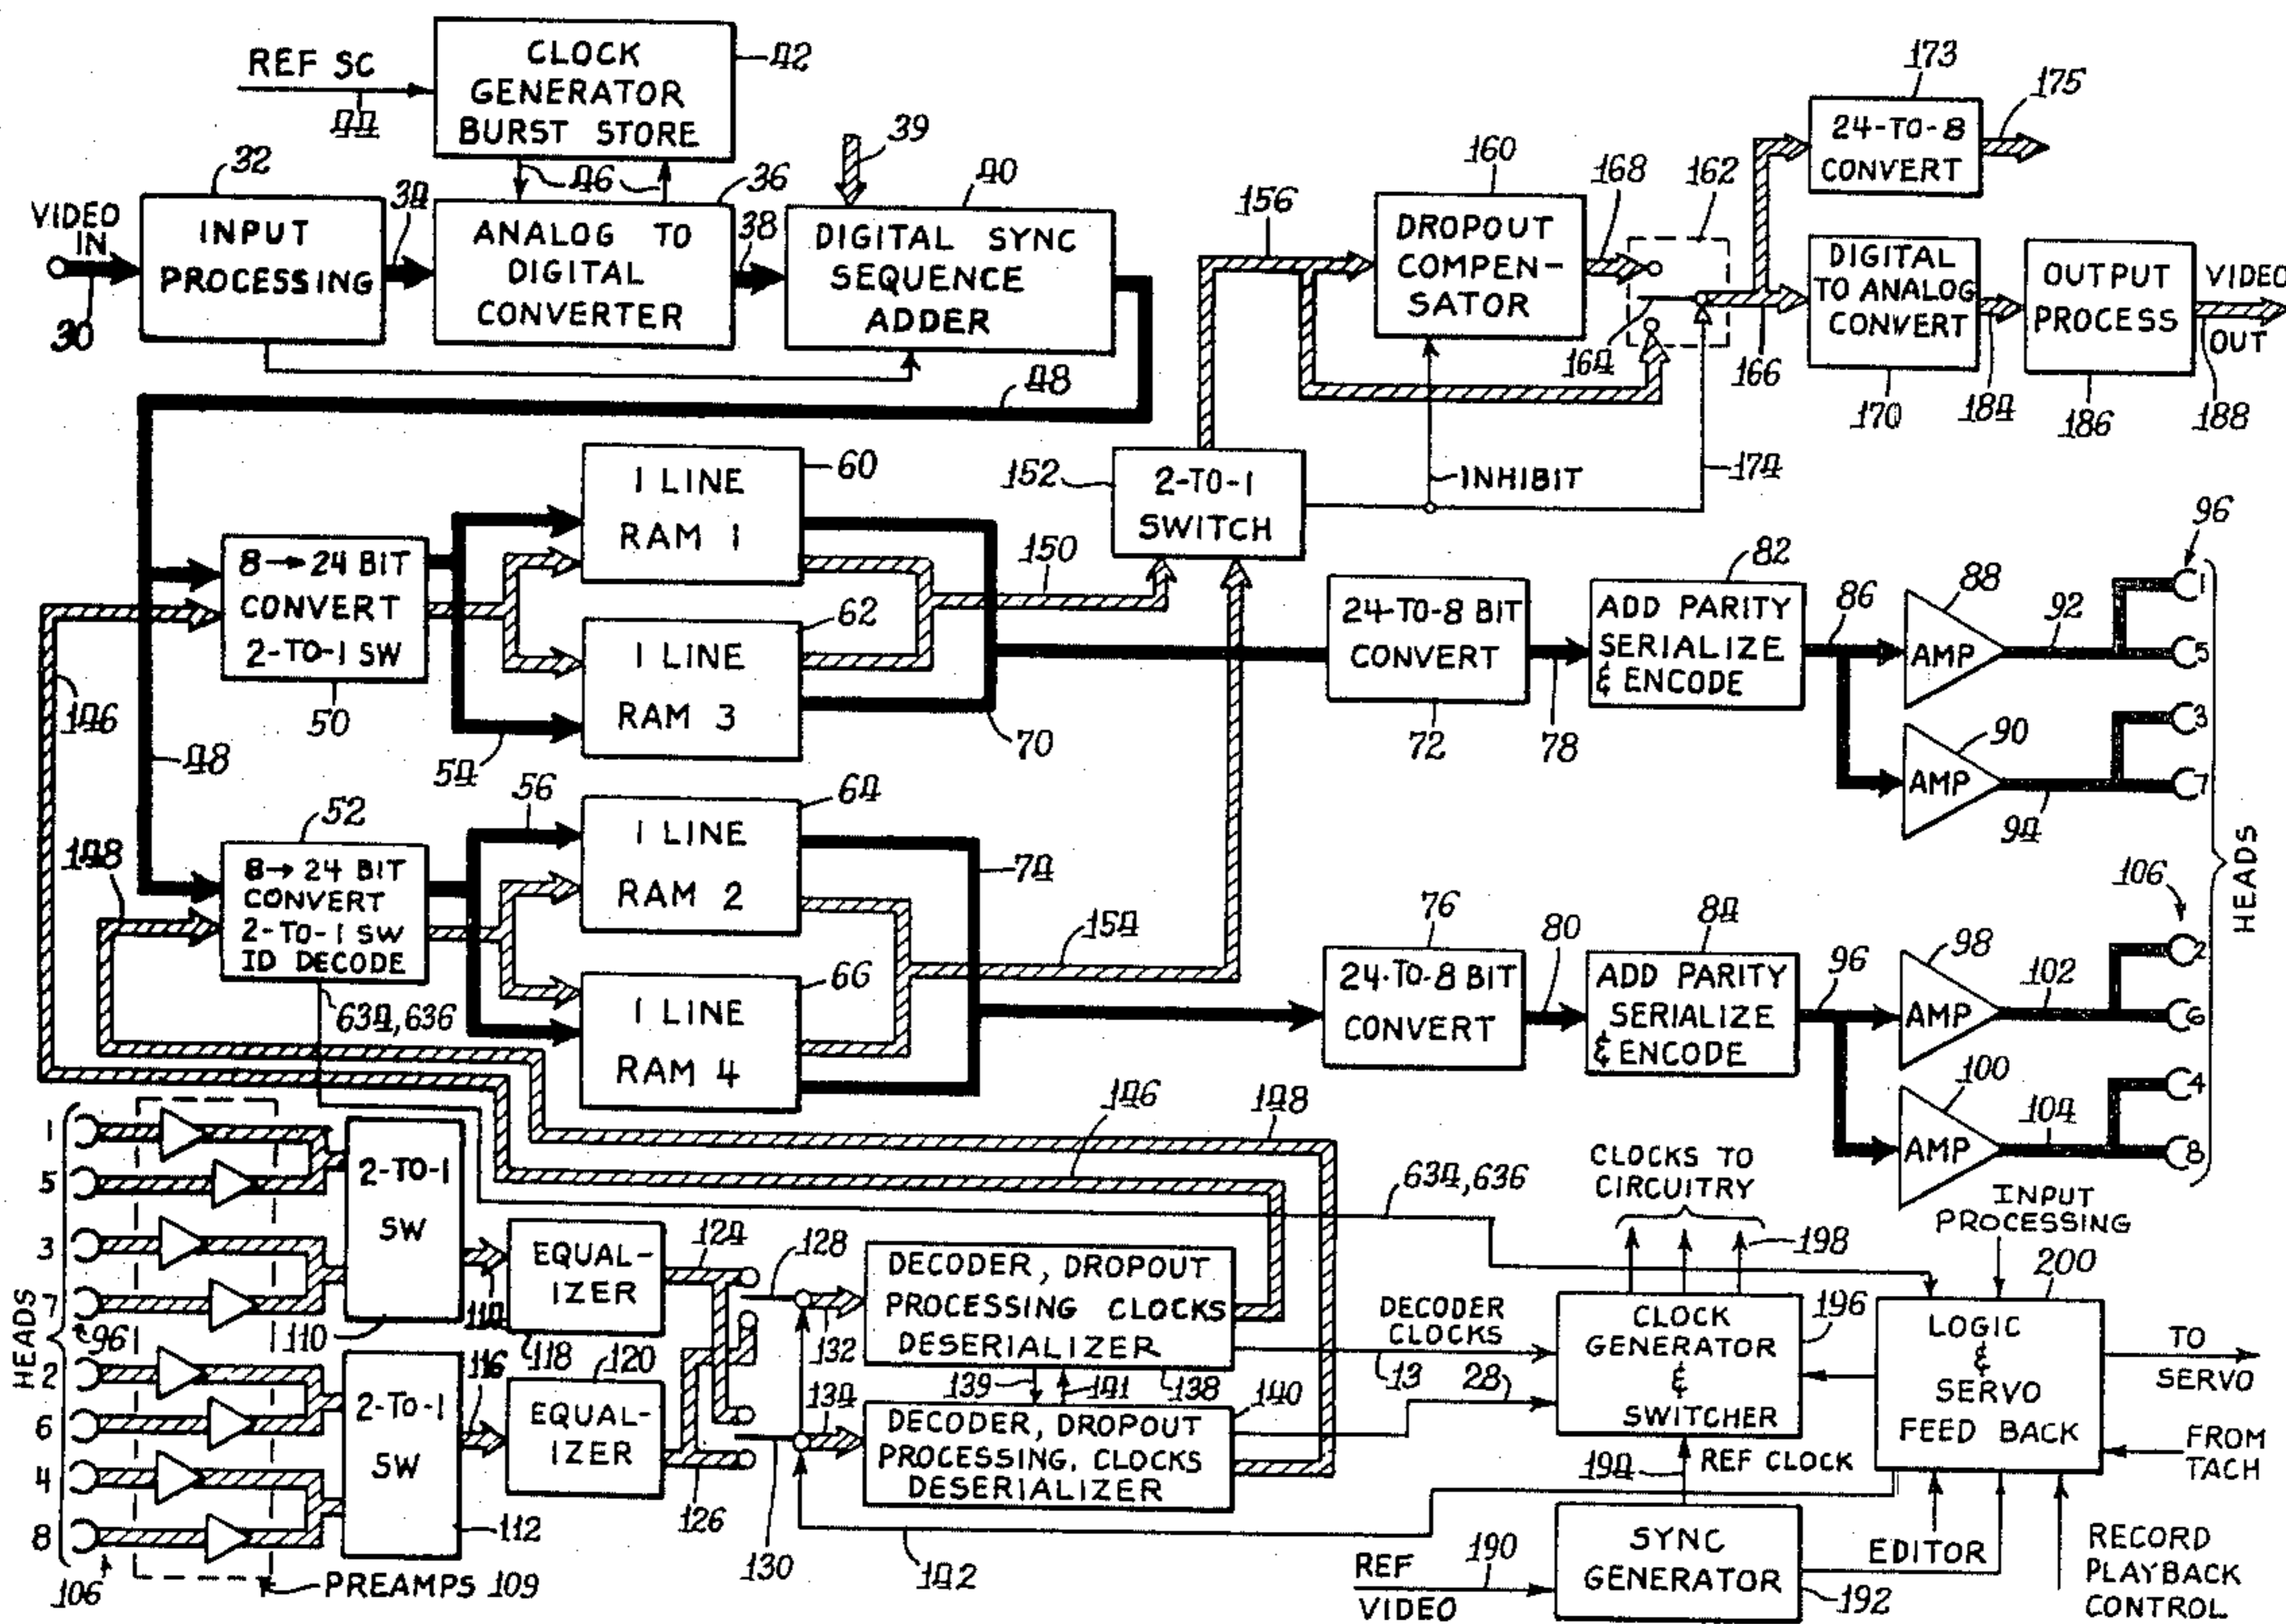 REF SC
44
CLOCK
GENERATOR
BURST STORE
42
46
VIDEO
IN
30
32
INPUT
PROCESSING
34
36
ANALOG TO
DIGITAL
CONVERTER
38
39
40
DIGITAL SYNC
SEQUENCE
ADDER
48
156
160
DROPOUT
COMPEN-
SATOR
168
162
164
166
173
24-TO-8
CONVERT
175
DIGITAL
TO ANALOG
CONVERT
170
184
OUTPUT
PROCESS
186
VIDEO
OUT
188
152
2-TO-1
SWITCH
INHIBIT
174
8→24 BIT
CONVERT
2-TO-1 SW
50
146
48
54
1 LINE
RAM 1
60
1 LINE
RAM 3
62
150
70
24-TO-8 BIT
CONVERT
72
78
82
ADD PARITY
SERIALIZE
& ENCODE
86
88
AMP
92
90
AMP
94
96
1
5
3
7
HEADS
52
8→24 BIT
CONVERT
2-TO-1 SW
ID DECODE
148
634,636
56
1 LINE
RAM 2
64
1 LINE
RAM 4
66
74
154
76
24-TO-8 BIT
CONVERT
80
84
ADD PARITY
SERIALIZE
& ENCODE
96
98
AMP
102
100
AMP
104
106
2
6
4
8
HEADS
1
5
3
7
96
2
6
4
8
106
PREAMPS 109
2-TO-1
SW
110
114
2-TO-1
SW
112
116
EQUAL-
IZER
118
EQUAL-
IZER
120
124
126
128
130
132
134
DECODER, DROPOUT
PROCESSING CLOCKS
DESERIALIZER
138
139
141
DECODER, DROPOUT
PROCESSING, CLOCKS
DESERIALIZER
140
142
146
148
634,636
DECODER
CLOCKS
13
28
CLOCKS TO
CIRCUITRY
198
CLOCK
GENERATOR
&
SWITCHER
196
194
REF CLOCK
INPUT
PROCESSING
200
LOGIC
&
SERVO
FEED BACK
TO
SERVO
FROM
TACH
REF
VIDEO
190
SYNC
GENERATOR
192
EDITOR
RECORD
PLAYBACK
CONTROL